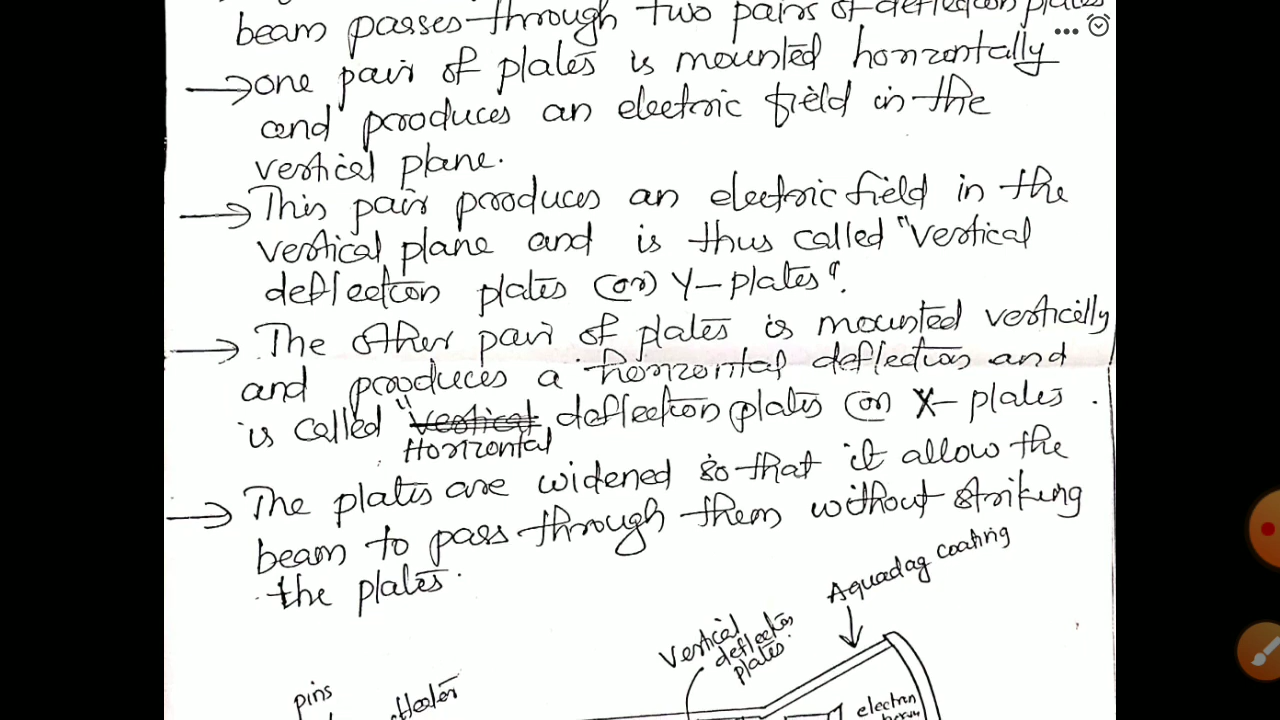 beam passes through two pairs of deflection plates
→ one pair of plates is mounted horizontally
and produces an electric field in the
vertical plane.
→ This pair produces an electric field in the
vertical plane and is thus called "vertical
deflection plates (or) Y-plates".
→ The other pair of plates is mounted vertically
and produces a horizontal deflection and
is called "vertical deflection plates (or) X-plates.
Horizontal
→ The plates are widened so that it allow the
beam to pass through them without striking
the plates.
Aquadag coating
vertical
deflection
plates.
pins
Heater
electron
beam